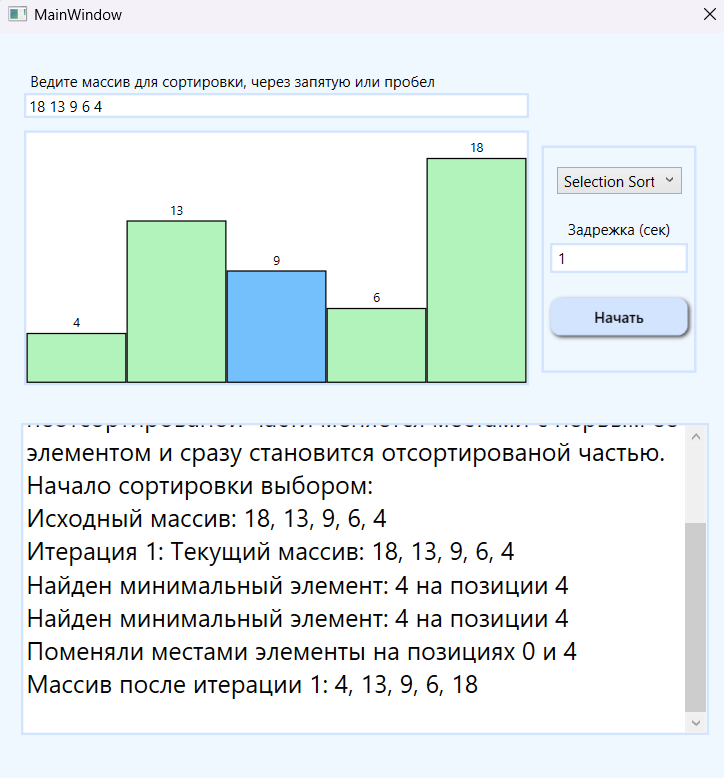 MainWindow
Ведите массив для сортировки, через запятую или пробел
18 13 9 6 4
18
13
9
6
4
Selection Sort
Задрежка (сек)
1
Начать
элементом и сразу становится отсортированой частью.
Начало сортировки выбором:
Исходный массив: 18, 13, 9, 6, 4
Итерация 1: Текущий массив: 18, 13, 9, 6, 4
Найден минимальный элемент: 4 на позиции 4
Найден минимальный элемент: 4 на позиции 4
Поменяли местами элементы на позициях 0 и 4
Массив после итерации 1: 4, 13, 9, 6, 18